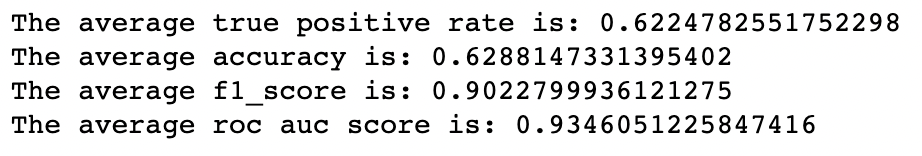 The average true positive rate is: 0.6224782551752298
The average accuracy is: 0.6288147331395402
The average f1_score is: 0.9022799936121275
The average roc auc score is: 0.9346051225847416